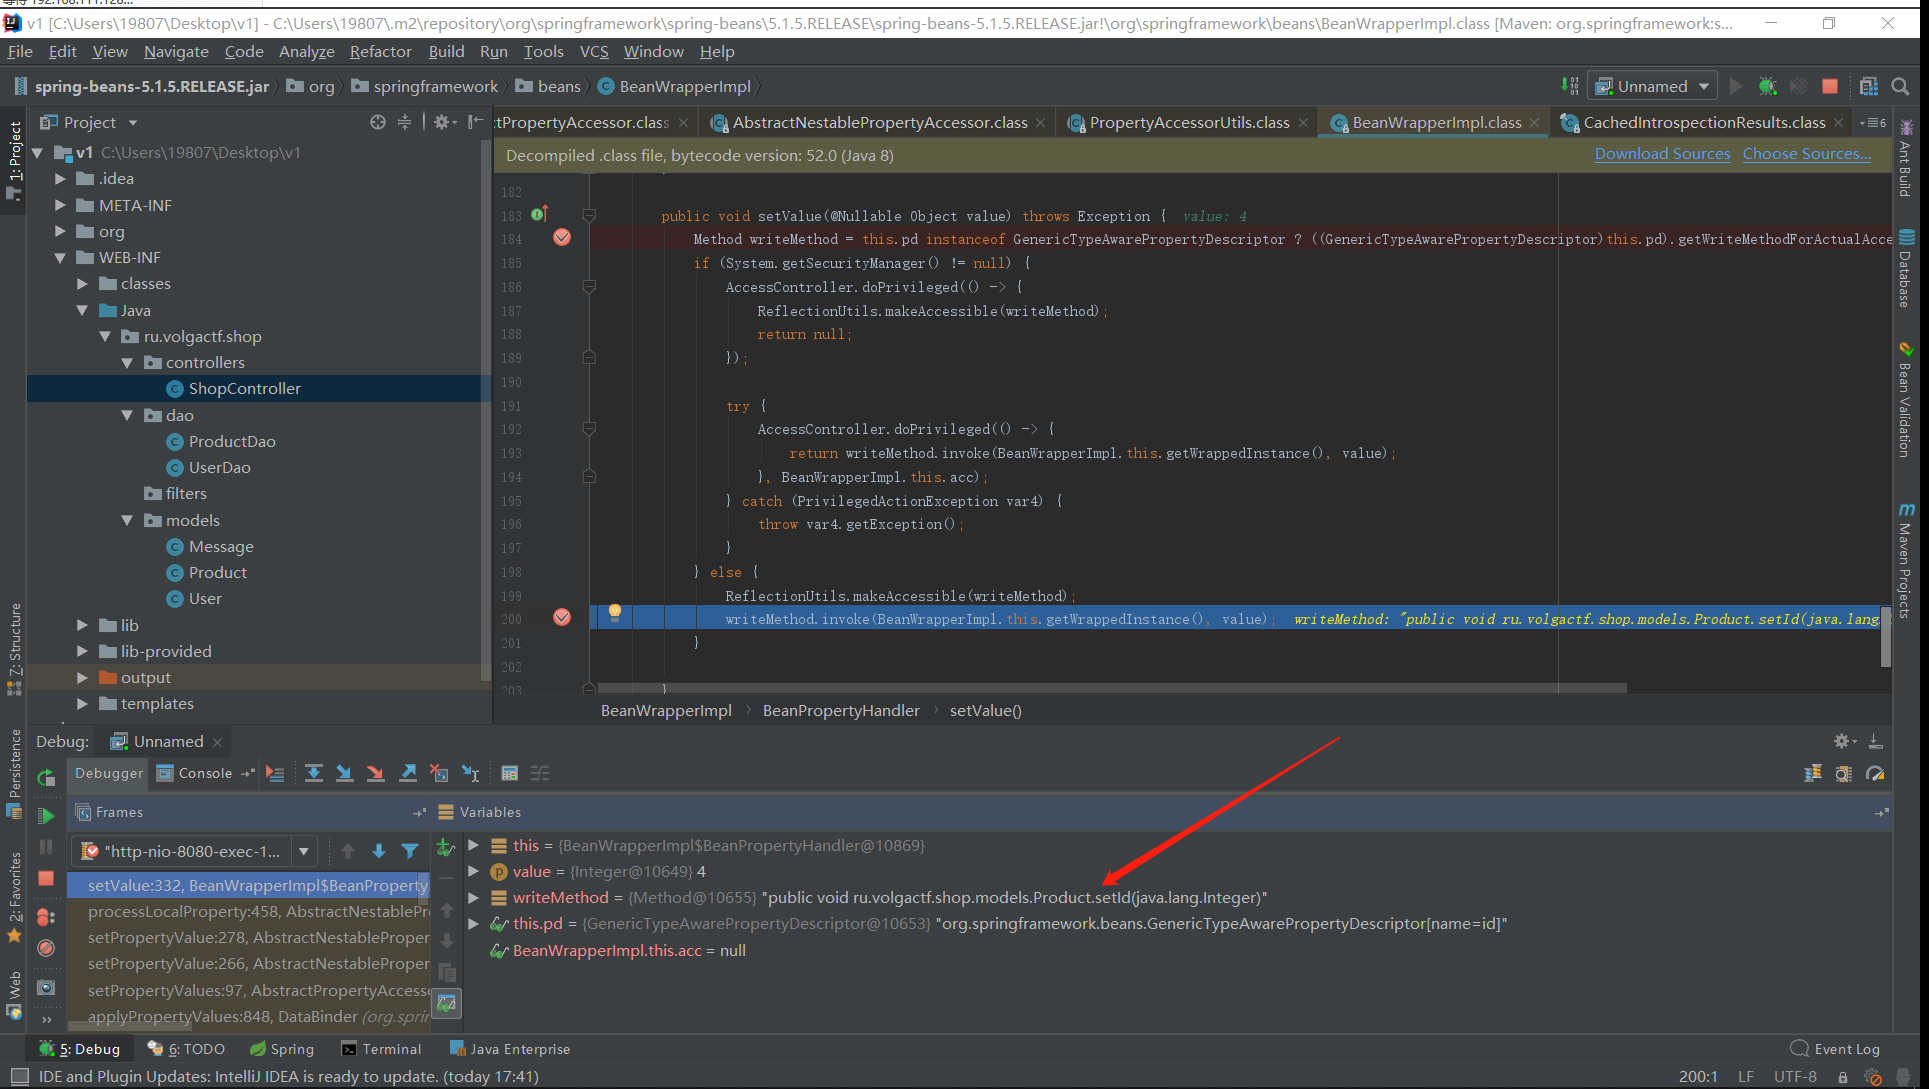 v1 [C:\Users\19807\Desktop\v1] - C:\Users\19807\.m2\repository\org\springframework\spring-beans\5.1.5.RELEASE\spring-beans-5.1.5.RELEASE.jar!\org\springframework\beans\BeanWrapperImpl.class [Maven: org.springframework:s...
File Edit View Navigate Code Analyze Refactor Build Run Tools VCS Window Help
spring-beans-5.1.5.RELEASE.jar org springframework beans BeanWrapperImpl
Unnamed
Project
ctPropertyAccessor.class AbstractNestablePropertyAccessor.class PropertyAccessorUtils.class BeanWrapperImpl.class CachedIntrospectionResults.class 6
Decompiled .class file, bytecode version: 52.0 (Java 8) Download Sources Choose Sources...
1: Project
7: Structure
Persistence
2: Favorites
Web
v1 C:\Users\19807\Desktop\v1
.idea
META-INF
org
WEB-INF
classes
Java
ru.volgactf.shop
controllers
ShopController
dao
ProductDao
UserDao
filters
models
Message
Product
User
lib
lib-provided
output
templates
182
183 public void setValue(@Nullable Object value) throws Exception { value: 4
184 Method writeMethod = this.pd instanceof GenericTypeAwarePropertyDescriptor ? ((GenericTypeAwarePropertyDescriptor)this.pd).getWriteMethodForActualAcce
185 if (System.getSecurityManager() != null) {
186 AccessController.doPrivileged(() -> {
187 ReflectionUtils.makeAccessible(writeMethod);
188 return null;
189 });
190
191 try {
192 AccessController.doPrivileged(() -> {
193 return writeMethod.invoke(BeanWrapperImpl.this.getWrappedInstance(), value);
194 }, BeanWrapperImpl.this.acc);
195 } catch (PrivilegedActionException var4) {
196 throw var4.getException();
197 }
198 } else {
199 ReflectionUtils.makeAccessible(writeMethod);
200 writeMethod.invoke(BeanWrapperImpl.this.getWrappedInstance(), value); writeMethod: "public void ru.volgactf.shop.models.Product.setId(java.lang
201 }
202
203 }
BeanWrapperImpl BeanPropertyHandler setValue()
Ant Build
Database
Bean Validation
Maven Projects
Debug: Unnamed
Debugger Console
Frames
Variables
"http-nio-8080-exec-1...
setValue:332, BeanWrapperImpl$BeanProperty
processLocalProperty:458, AbstractNestablePr
setPropertyValue:278, AbstractNestableProper
setPropertyValue:266, AbstractNestableProper
setPropertyValues:97, AbstractPropertyAccess
applyPropertyValues:848, DataBinder (org.sprin
this = {BeanWrapperImpl$BeanPropertyHandler@10869}
value = {Integer@10649} 4
writeMethod = {Method@10655} "public void ru.volgactf.shop.models.Product.setId(java.lang.Integer)"
this.pd = {GenericTypeAwarePropertyDescriptor@10653} "org.springframework.beans.GenericTypeAwarePropertyDescriptor[name=id]"
BeanWrapperImpl.this.acc = null
5: Debug 6: TODO Spring Terminal Java Enterprise Event Log
IDE and Plugin Updates: IntelliJ IDEA is ready to update. (today 17:41) 200:1 LF UTF-8